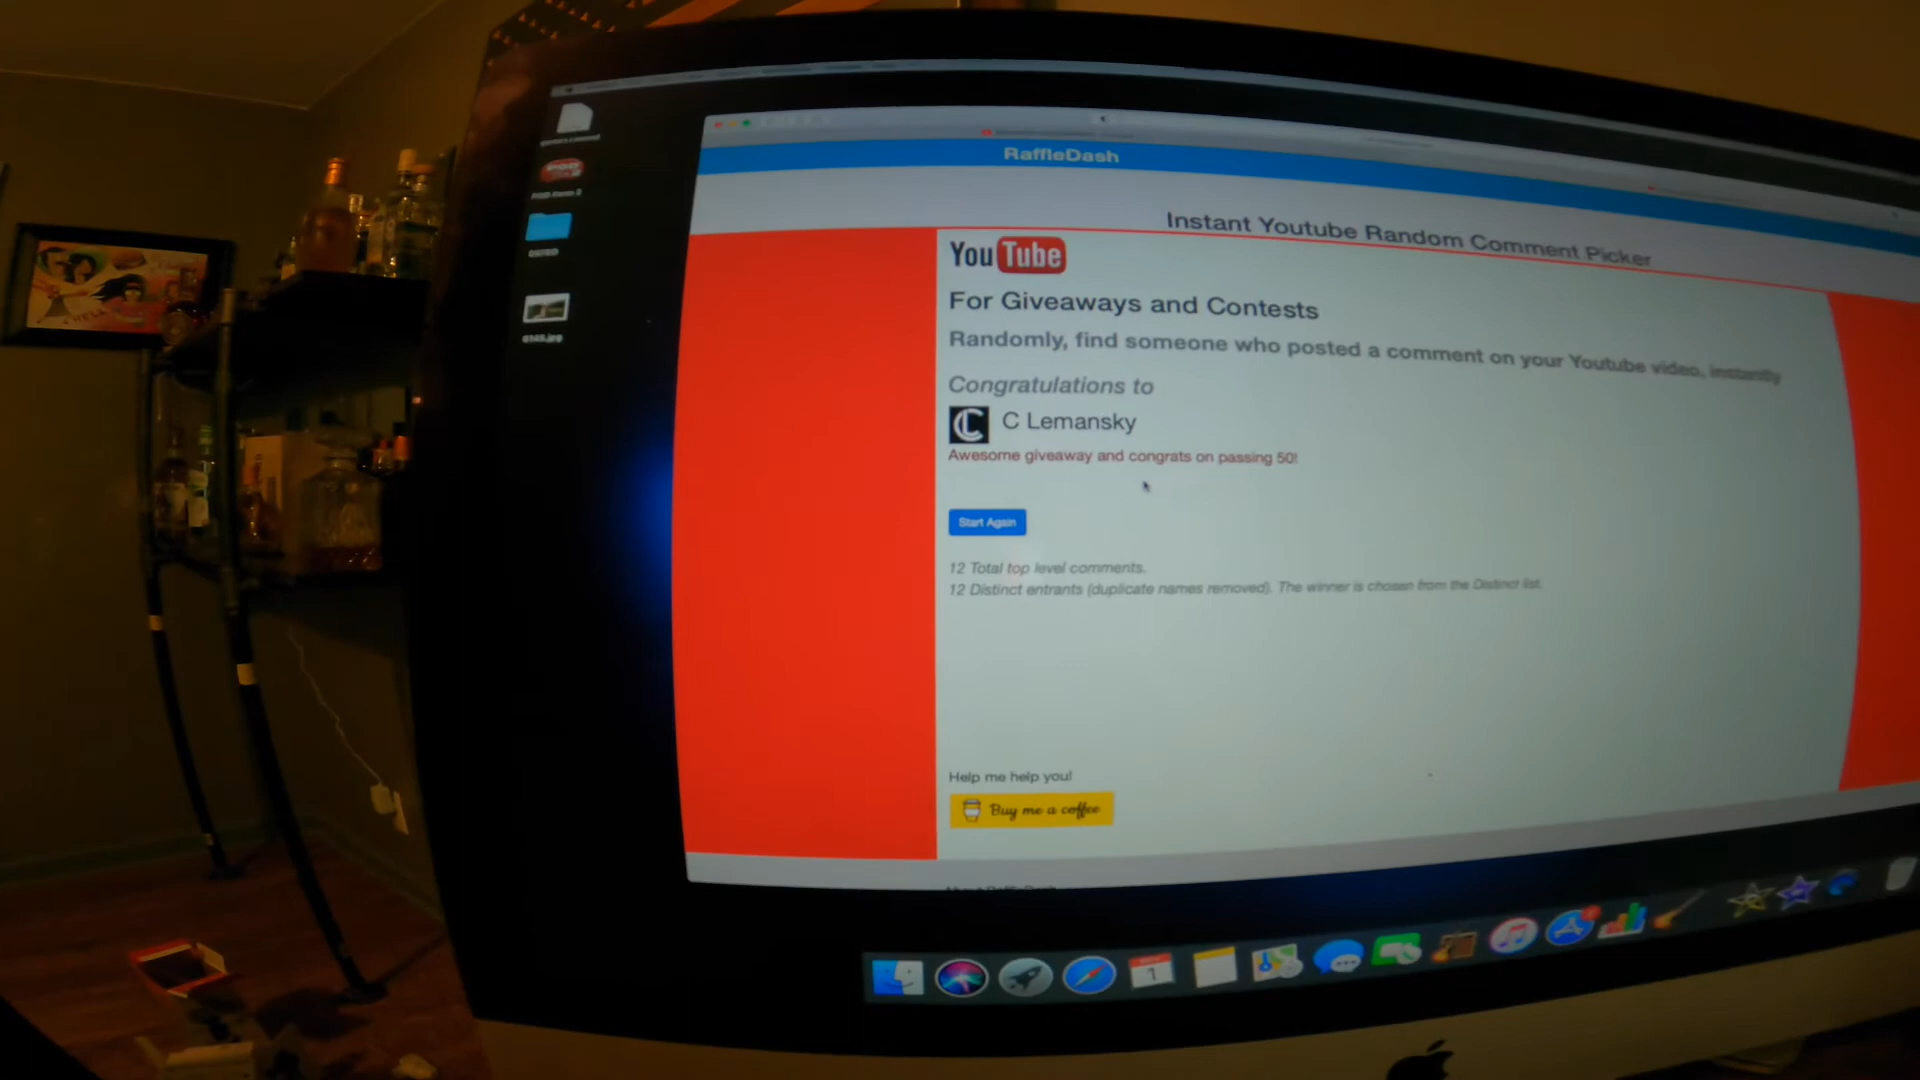 RaffleDash
Instant Youtube Random Comment Picker
YouTube
For Giveaways and Contests
Randomly, find someone who posted a comment on your Youtube video, instantly
Congratulations to
C Lemansky
Awesome giveaway and congrats on passing 50!
Start Again
12 Total top level comments.
12 Distinct entrants (duplicate names removed). The winner is chosen from the Distinct list.
Help me help you!
Buy me a coffee
1